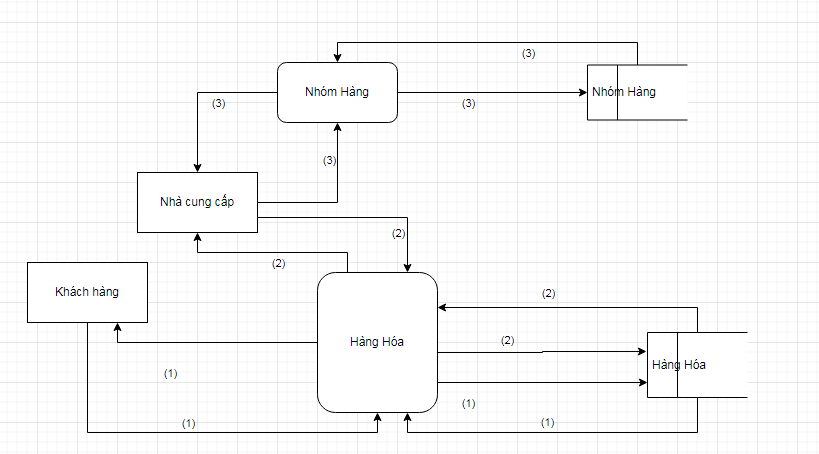 (3)
Nhóm Hàng
Nhóm Hàng
(3)
(3)
(3)
Nhà cung cấp
(2)
(2)
Khách hàng
(2)
Hàng Hóa
(2)
Hàng Hóa
(1)
(1)
(1)
(1)